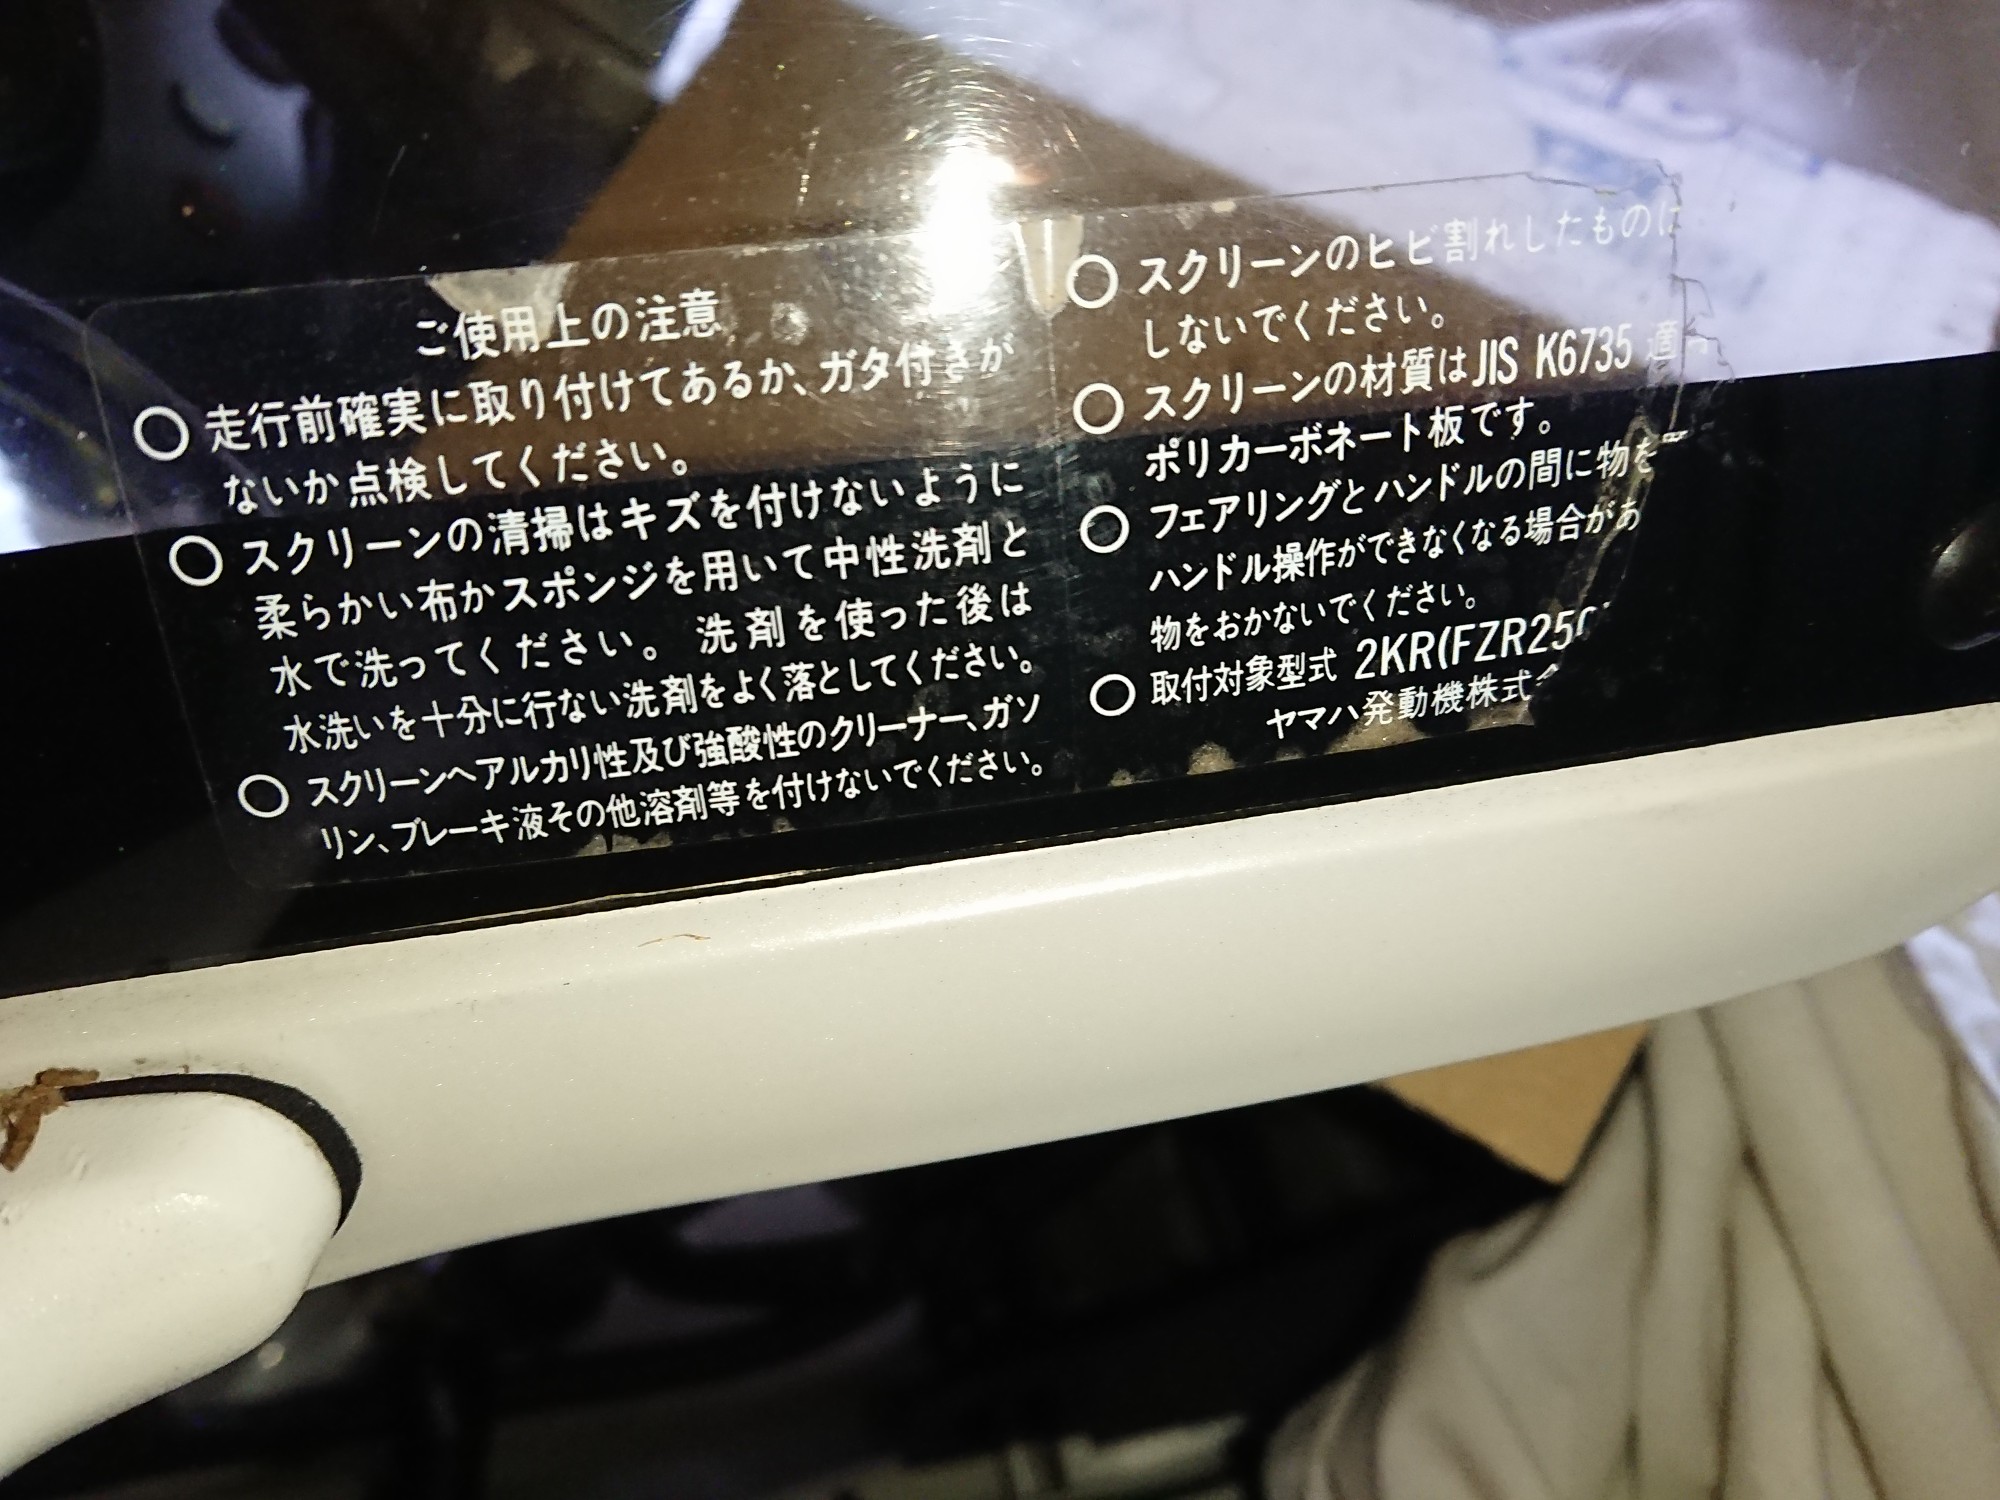 ご使用上の注意
○ 走行前確実に取り付けてあるか、ガタ付きが
ないか点検してください。
○ スクリーンの清掃はキズを付けないように
柔らかい布かスポンジを用いて中性洗剤と
水で洗ってください。洗剤を使った後は
水洗いを十分に行ない洗剤をよく落としてください。
○ スクリーンへアルカリ性及び強酸性のクリーナー、ガソ
リン、ブレーキ液その他溶剤等を付けないでください。
○ スクリーンのヒビ割れしたものは
しないでください。
○ スクリーンの材質はJIS K6735 適
ポリカーボネート板です。
○ フェアリングとハンドルの間に物を
ハンドル操作ができなくなる場合があ
物をおかないでください。
○ 取付対象型式 2KR(FZR250
ヤマハ発動機株式会